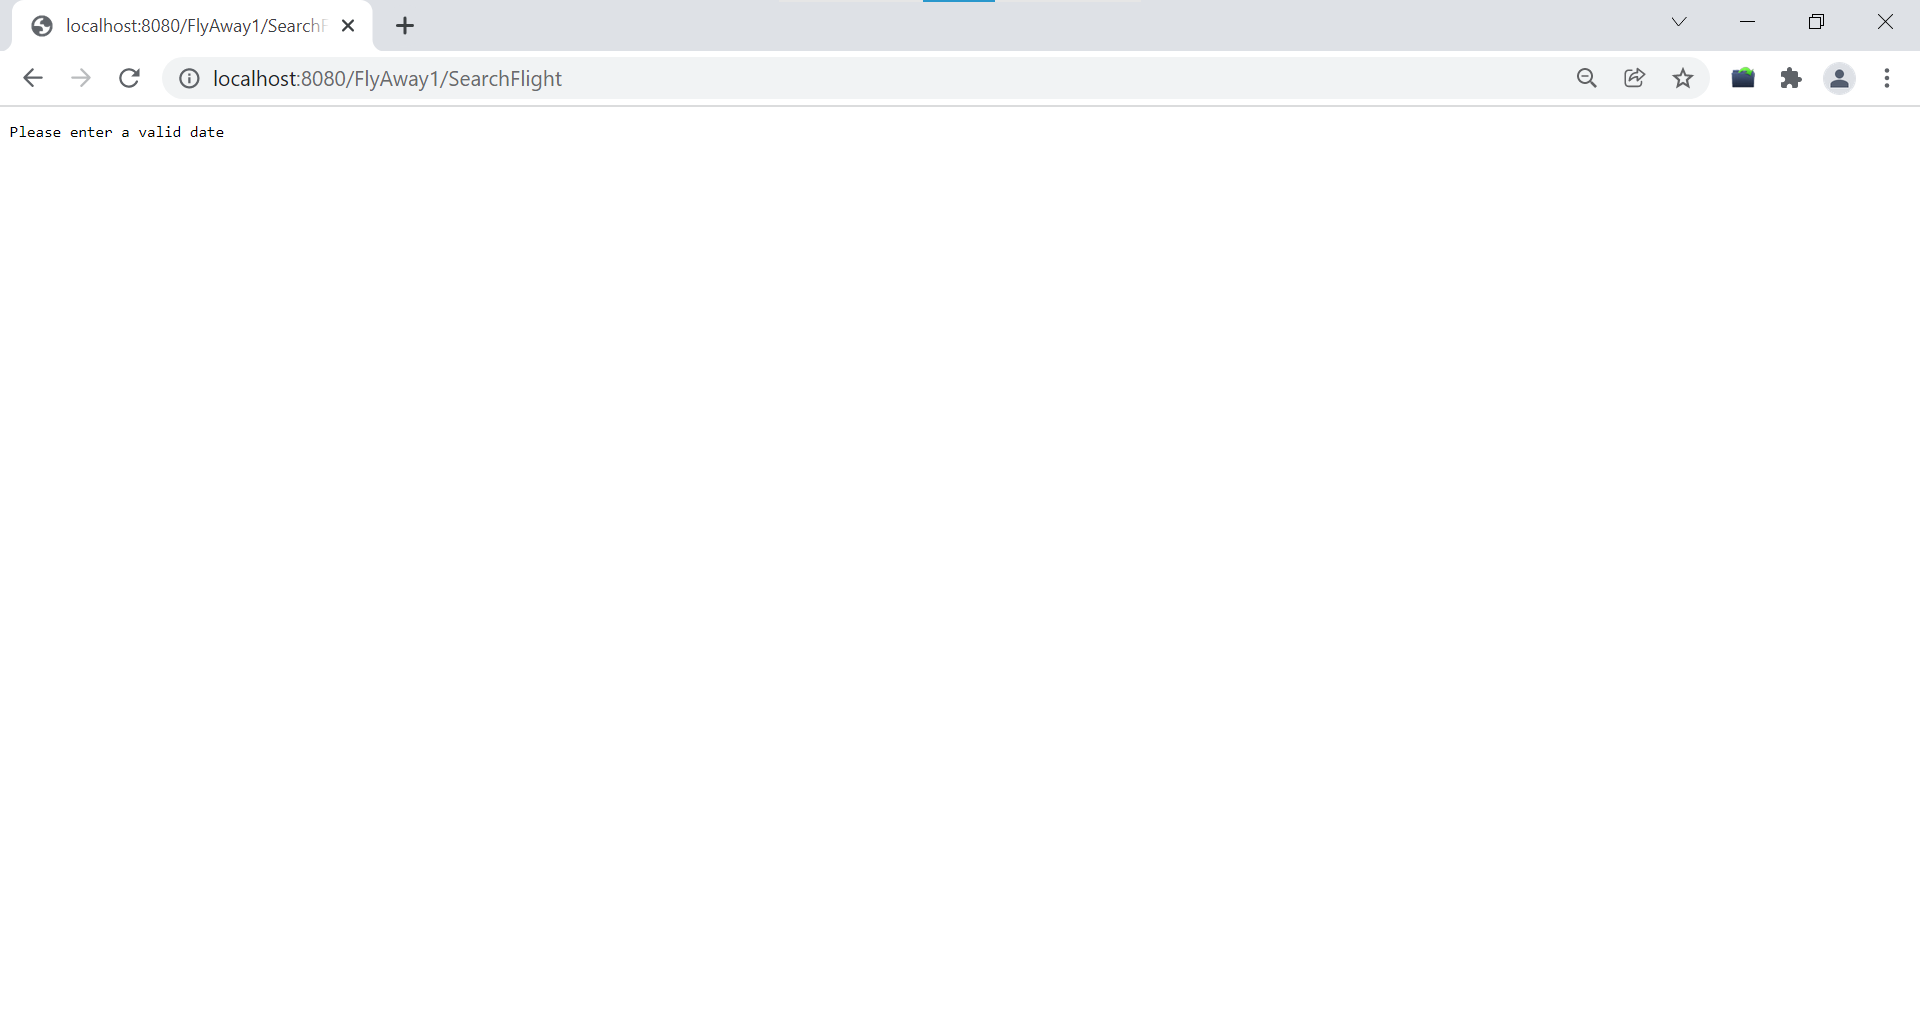 localhost:8080/FlyAway1/SearchF
localhost:8080/FlyAway1/SearchFlight
Please enter a valid date